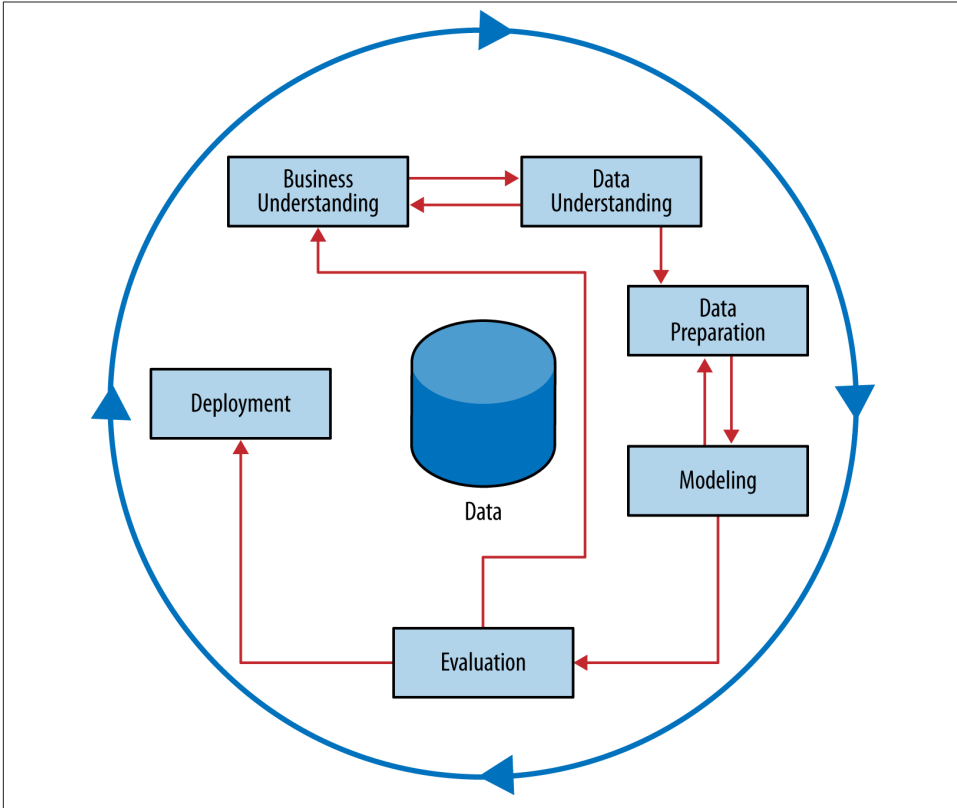 Business
Understanding
Data
Understanding
Data
Preparation
Deployment
Modeling
Data
Evaluation